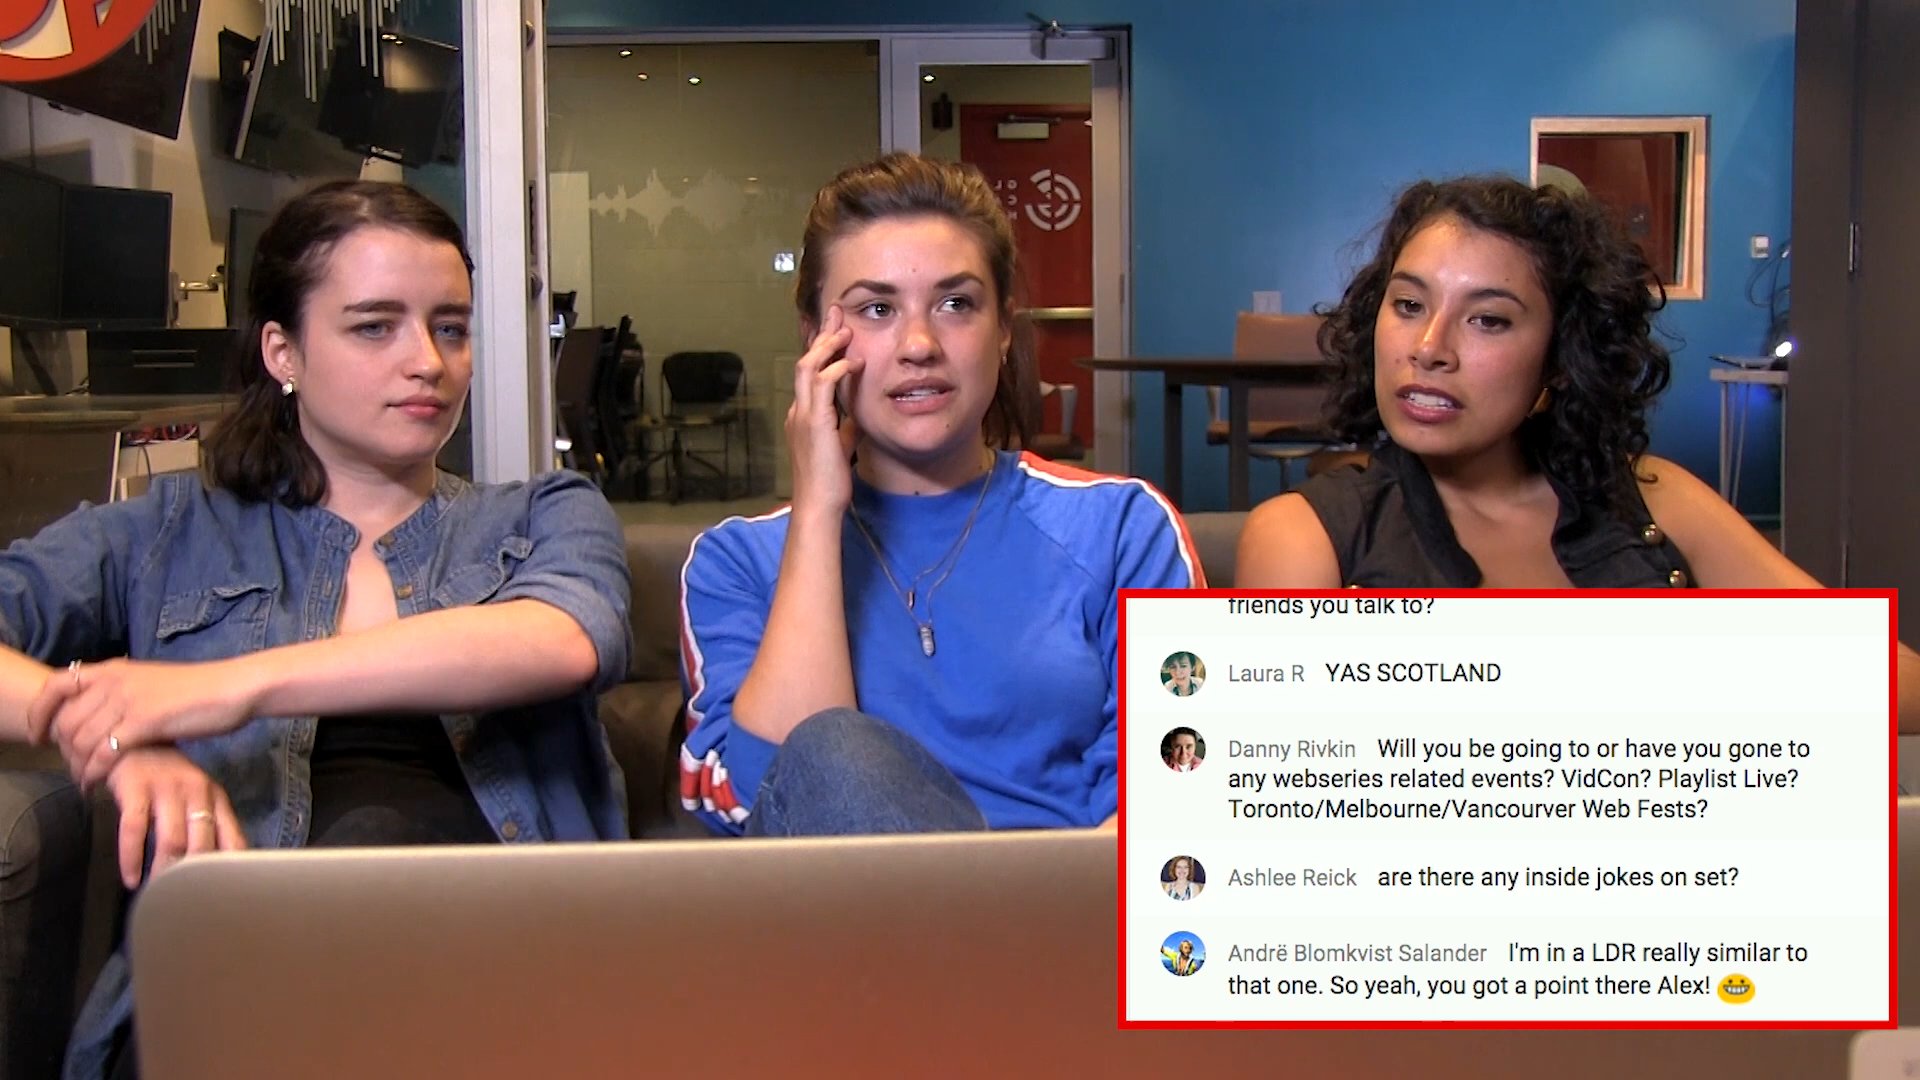 friends you talk to?
Laura R YAS SCOTLAND
Danny Rivkin Will you be going to or have you gone to
any webseries related events? VidCon? Playlist Live?
Toronto/Melbourne/Vancourver Web Fests?
Ashlee Reick are there any inside jokes on set?
Andrë Blomkvist Salander I'm in a LDR really similar to
that one. So yeah, you got a point there Alex! 😁